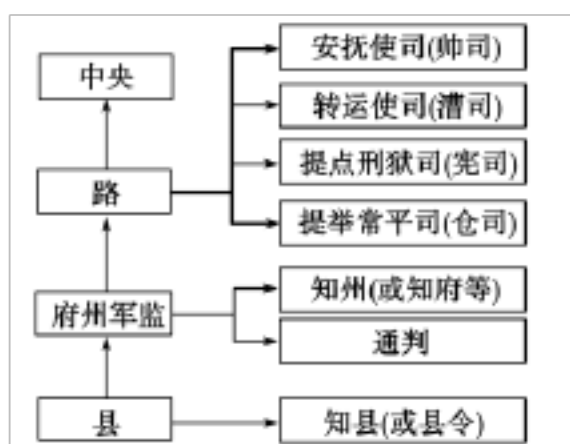 中央
路
府州军监
县
安抚使司(帅司)
转运使司(漕司)
提点刑狱司(宪司)
提举常平司(仓司)
知州(或知府等)
通判
知县(或县令)